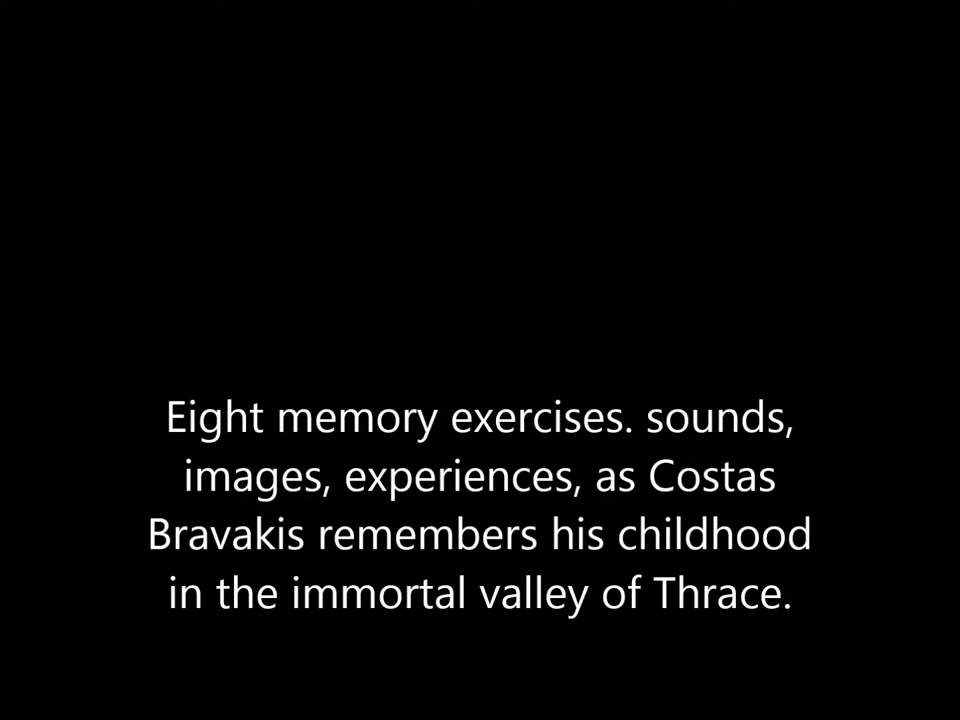 Eight memory exercises. sounds,
images, experiences, as Costas
Bravakis remembers his childhood
in the immortal valley of Thrace.